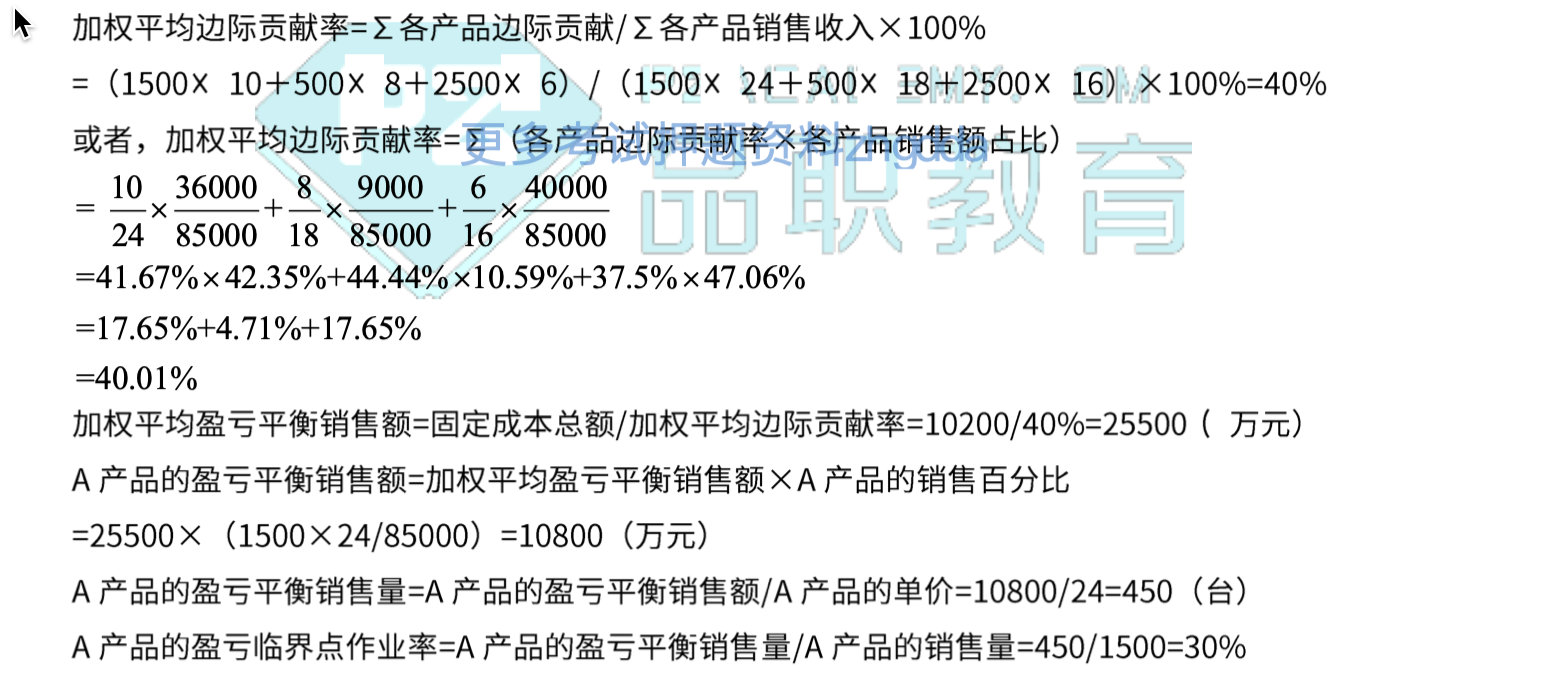 加权平均边际贡献率=Σ各产品边际贡献/Σ各产品销售收入×100%
=（1500× 10＋500× 8＋2500× 6）/（1500× 24＋500× 18＋2500× 16）×100%=40%
或者，加权平均边际贡献率=Σ（各产品边际贡献率×各产品销售额占比）
更多考试押题资料
= 10/24×36000/85000+8/18×9000/85000+6/16×40000/85000
品职教育
=41.67%×42.35%+44.44%×10.59%+37.5%×47.06%
=17.65%+4.71%+17.65%
=40.01%
加权平均盈亏平衡销售额=固定成本总额/加权平均边际贡献率=10200/40%=25500（ 万元）
A 产品的盈亏平衡销售额=加权平均盈亏平衡销售额×A 产品的销售百分比
=25500×（1500×24/85000）=10800（万元）
A 产品的盈亏平衡销售量=A 产品的盈亏平衡销售额/A 产品的单价=10800/24=450（台）
A 产品的盈亏临界点作业率=A 产品的盈亏平衡销售量/A 产品的销售量=450/1500=30%